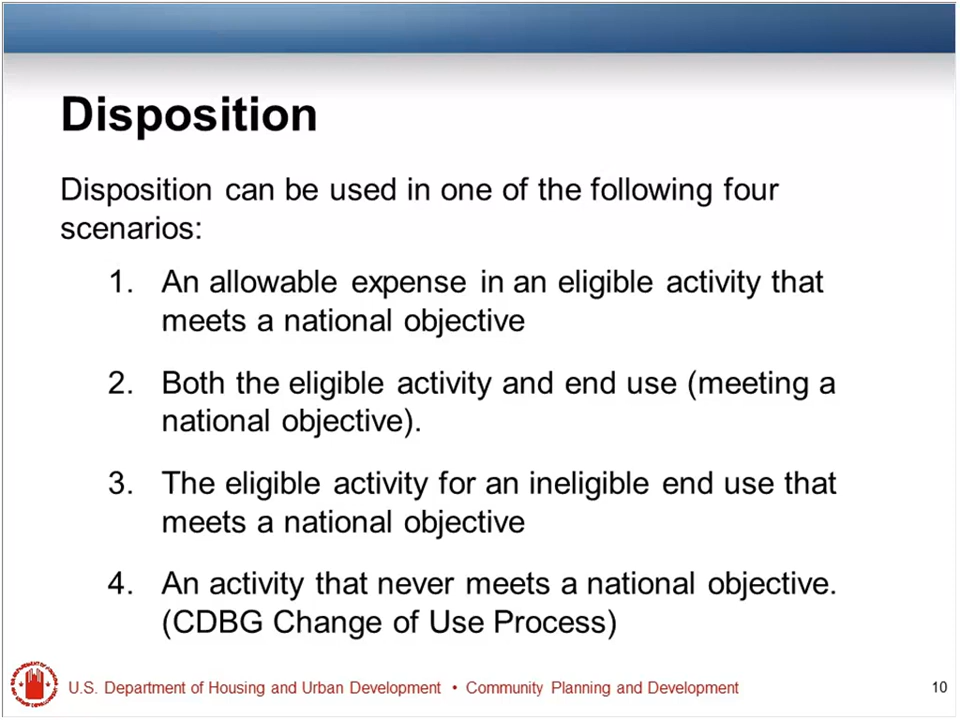 Disposition
Disposition can be used in one of the following four
scenarios:
1. An allowable expense in an eligible activity that
meets a national objective
2. Both the eligible activity and end use (meeting a
national objective).
3. The eligible activity for an ineligible end use that
meets a national objective
4. An activity that never meets a national objective.
(CDBG Change of Use Process)
U.S. Department of Housing and Urban Development • Community Planning and Development
10